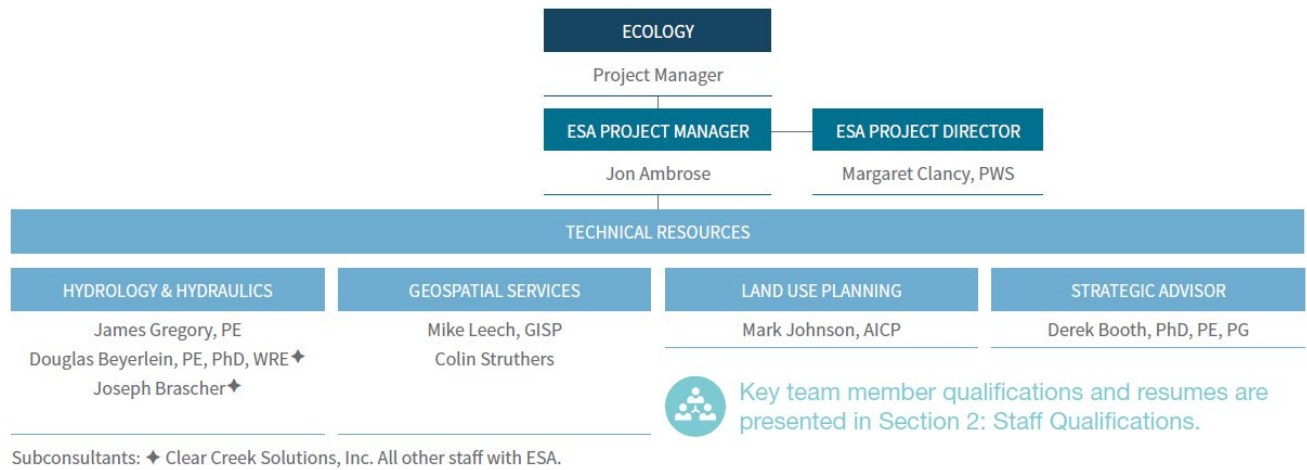 ECOLOGY
Project Manager
ESA PROJECT MANAGER
ESA PROJECT DIRECTOR
Jon Ambrose
Margaret Clancy, PWS
TECHNICAL RESOURCES
HYDROLOGY & HYDRAULICS
James Gregory, PE
Douglas Beyerlein, PE, PhD, WRE✦
Joseph Brascher✦
GEOSPATIAL SERVICES
Mike Leech, GISP
Colin Struthers
LAND USE PLANNING
Mark Johnson, AICP
STRATEGIC ADVISOR
Derek Booth, PhD, PE, PG
Key team member qualifications and resumes are
presented in Section 2: Staff Qualifications.
Subconsultants: ✦ Clear Creek Solutions, Inc. All other staff with ESA.